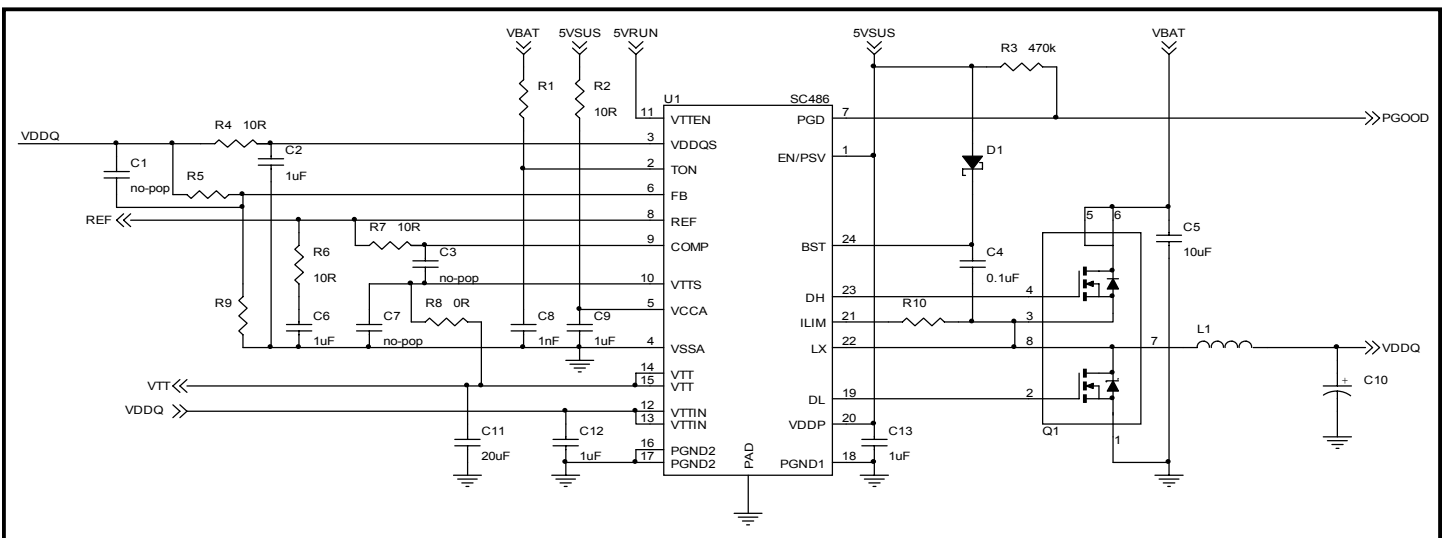 VBAT 5VSUS 5VRUN 5VSUS VBAT
R3 470k
R1 R2 10R
U1 SC486
11 VTTEN PGD 7 PGOOD
VDDQ R4 10R 3 VDDQS
C1 no-pop C2 1uF EN/PSV 1
D1
2 TON
R5 6 FB
REF 8 REF
R7 10R 9 COMP BST 24
5 6 C5 10uF
R6 10R C3 no-pop C4 0.1uF
10 VTTS
R8 0R DH 23 4
R9 5 VCCA ILIM 21 R10 3
C6 1uF C7 no-pop C8 1nF C9 1uF
4 VSSA LX 22 8 7 L1 VDDQ
14 VTT
VTT 15 VTT
C10 +
DL 19 2
VDDQ 12 VTTIN
13 VTTIN VDDP 20
C11 20uF C12 1uF C13 1uF Q1 1
16 PGND2
17 PGND2 PAD PGND1 18